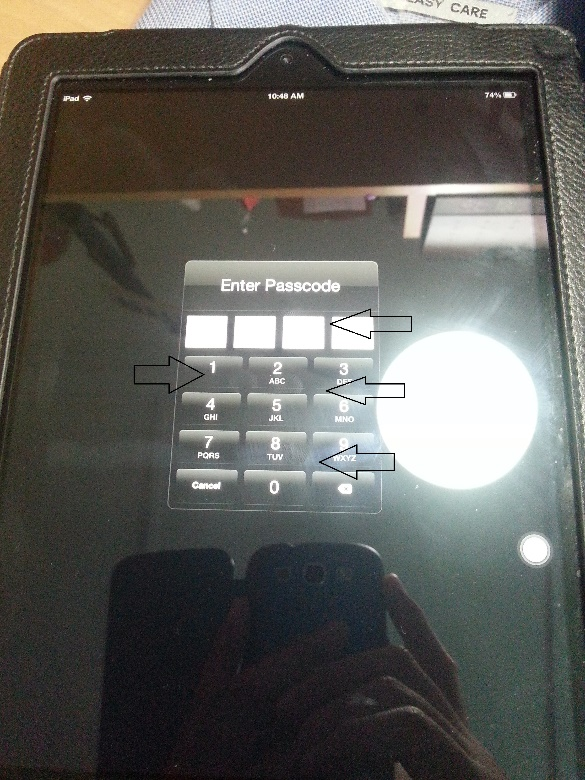 EASY CARE
iPad 10:48 AM 74%
Enter Passcode
1 2 3
ABC DEF
4 5 6
GHI JKL MNO
7 8 9
PQRS TUV WXYZ
Cancel 0